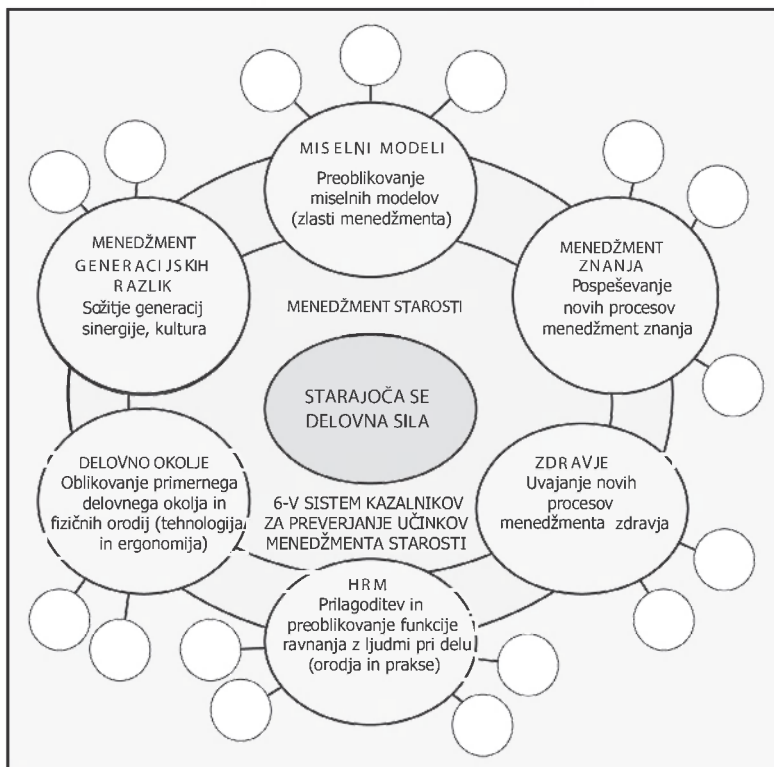 MISELNI MODELI
Preoblikovanje
miselnih modelov
(zlasti menedžmenta)
MENEDŽMENT
GENERACIJSKIH
RAZLIK
Sožitje generacij
sinergije, kultura
MENEDŽMENT
ZNANJA
Pospeševanje
novih procesov
menedžment znanja
MENEDŽMENT STAROSTI
STARAJOČA SE
DELOVNA SILA
DELOVNO OKOLJE
Oblikovanje primernega
delovnega okolja in
fizičnih orodij (tehnologija
in ergonomija)
ZDRAVJE
Uvajanje novih
procesov
menedžmenta zdravja
6-V SISTEM KAZALNIKOV
ZA PREVERJANJE UČINKOV
MENEDŽMENTA STAROSTI
HRM
Prilagoditev in
preoblikovanje funkcije
ravnanja z ljudmi pri delu
(orodja in prakse)